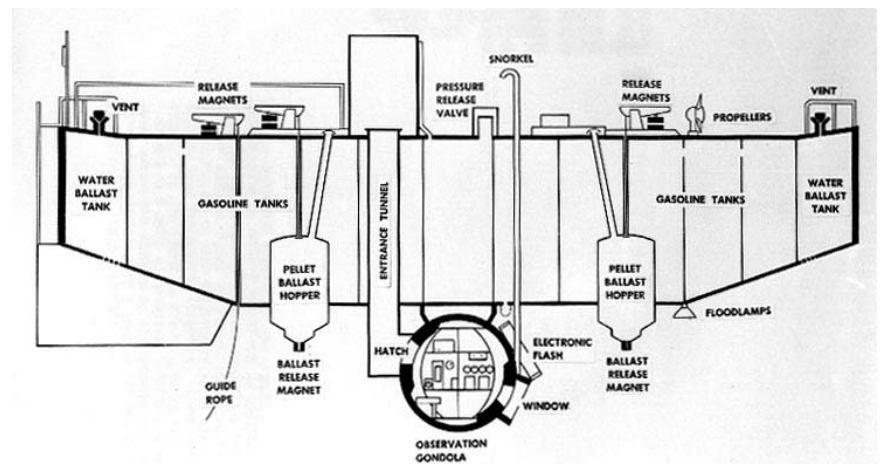 SNORKEL
RELEASE
MAGNETS
PRESSURE
RELEASE
VALVE
RELEASE
MAGNETS
VENT
VENT
PROPELLERS
WATER
BALLAST
TANK
GASOLINE TANKS
ENTRANCE TUNNEL
GASOLINE TANKS
WATER
BALLAST
TANK
PELLET
BALLAST
HOPPER
PELLET
BALLAST
HOPPER
FLOODLAMPS
HATCH
ELECTRONIC
FLASH
BALLAST
RELEASE
MAGNET
BALLAST
RELEASE
MAGNET
GUIDE
ROPE
WINDOW
OBSERVATION
GONDOLA